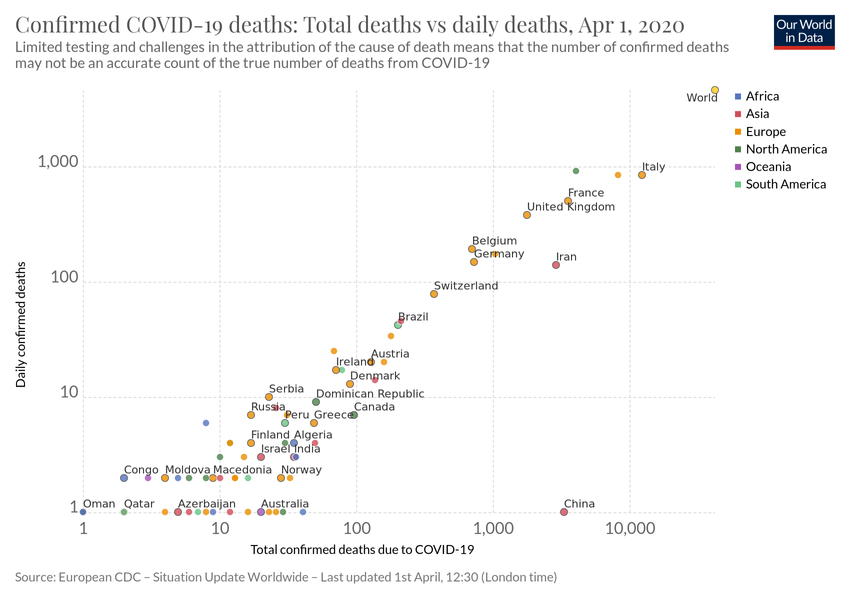 Confirmed COVID-19 deaths: Total deaths vs daily deaths, Apr 1, 2020
Our World
in Data
Limited testing and challenges in the attribution of the cause of death means that the number of confirmed deaths
may not be an accurate count of the true number of deaths from COVID-19
World
Africa
Asia
Europe
North America
Oceania
South America
1,000
Italy
France
United Kingdom
Belgium
Germany
Iran
100
Switzerland
Brazil
Austria
Ireland
Denmark
Serbia
Dominican Republic
10
Russia
Canada
Peru
Greece
Finland
Algeria
Israel
India
Congo
Moldova
Macedonia
Norway
1
Oman
Qatar
Azerbaijan
Australia
China
1
10
100
1,000
10,000
Daily confirmed deaths
Total confirmed deaths due to COVID-19
Source: European CDC – Situation Update Worldwide – Last updated 1st April, 12:30 (London time)